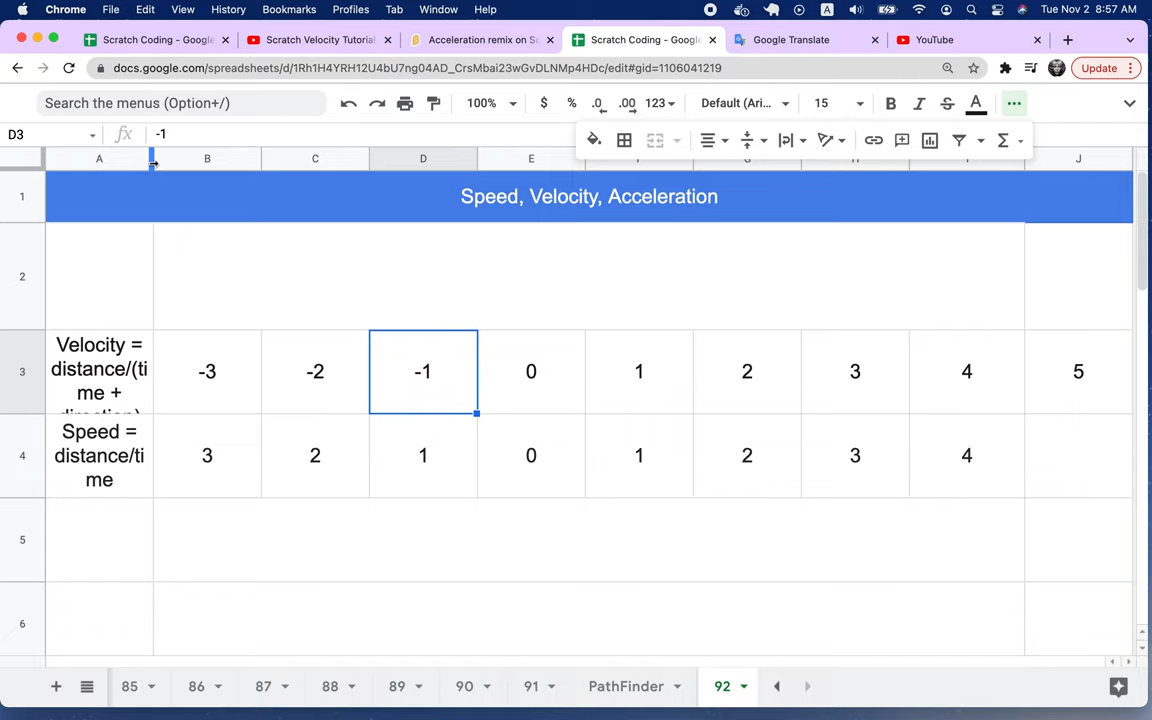 Chrome File Edit View History Bookmarks Profiles Tab Window Help A Tue Nov 2 8:57 AM
Scratch Coding - Google Scratch Velocity Tutorial Acceleration remix on Sc Scratch Coding - Google Google Translate YouTube
docs.google.com/spreadsheets/d/1Rh1H4YRH12U4bU7ng04AD_CrsMbai23wGvDLNMp4HDc/edit#gid=1106041219 Update
Search the menus (Option+/) 100% $ % .0 .00 123 Default (Ari... 15 B I S A
D3 fx -1
A B C D E F G H I J
1 Speed, Velocity, Acceleration
2
3 Velocity = -3 -2 -1 0 1 2 3 4 5
distance/(ti
me +
direction)
4 Speed = 3 2 1 0 1 2 3 4
distance/ti
me
5
6
85 86 87 88 89 90 91 PathFinder 92